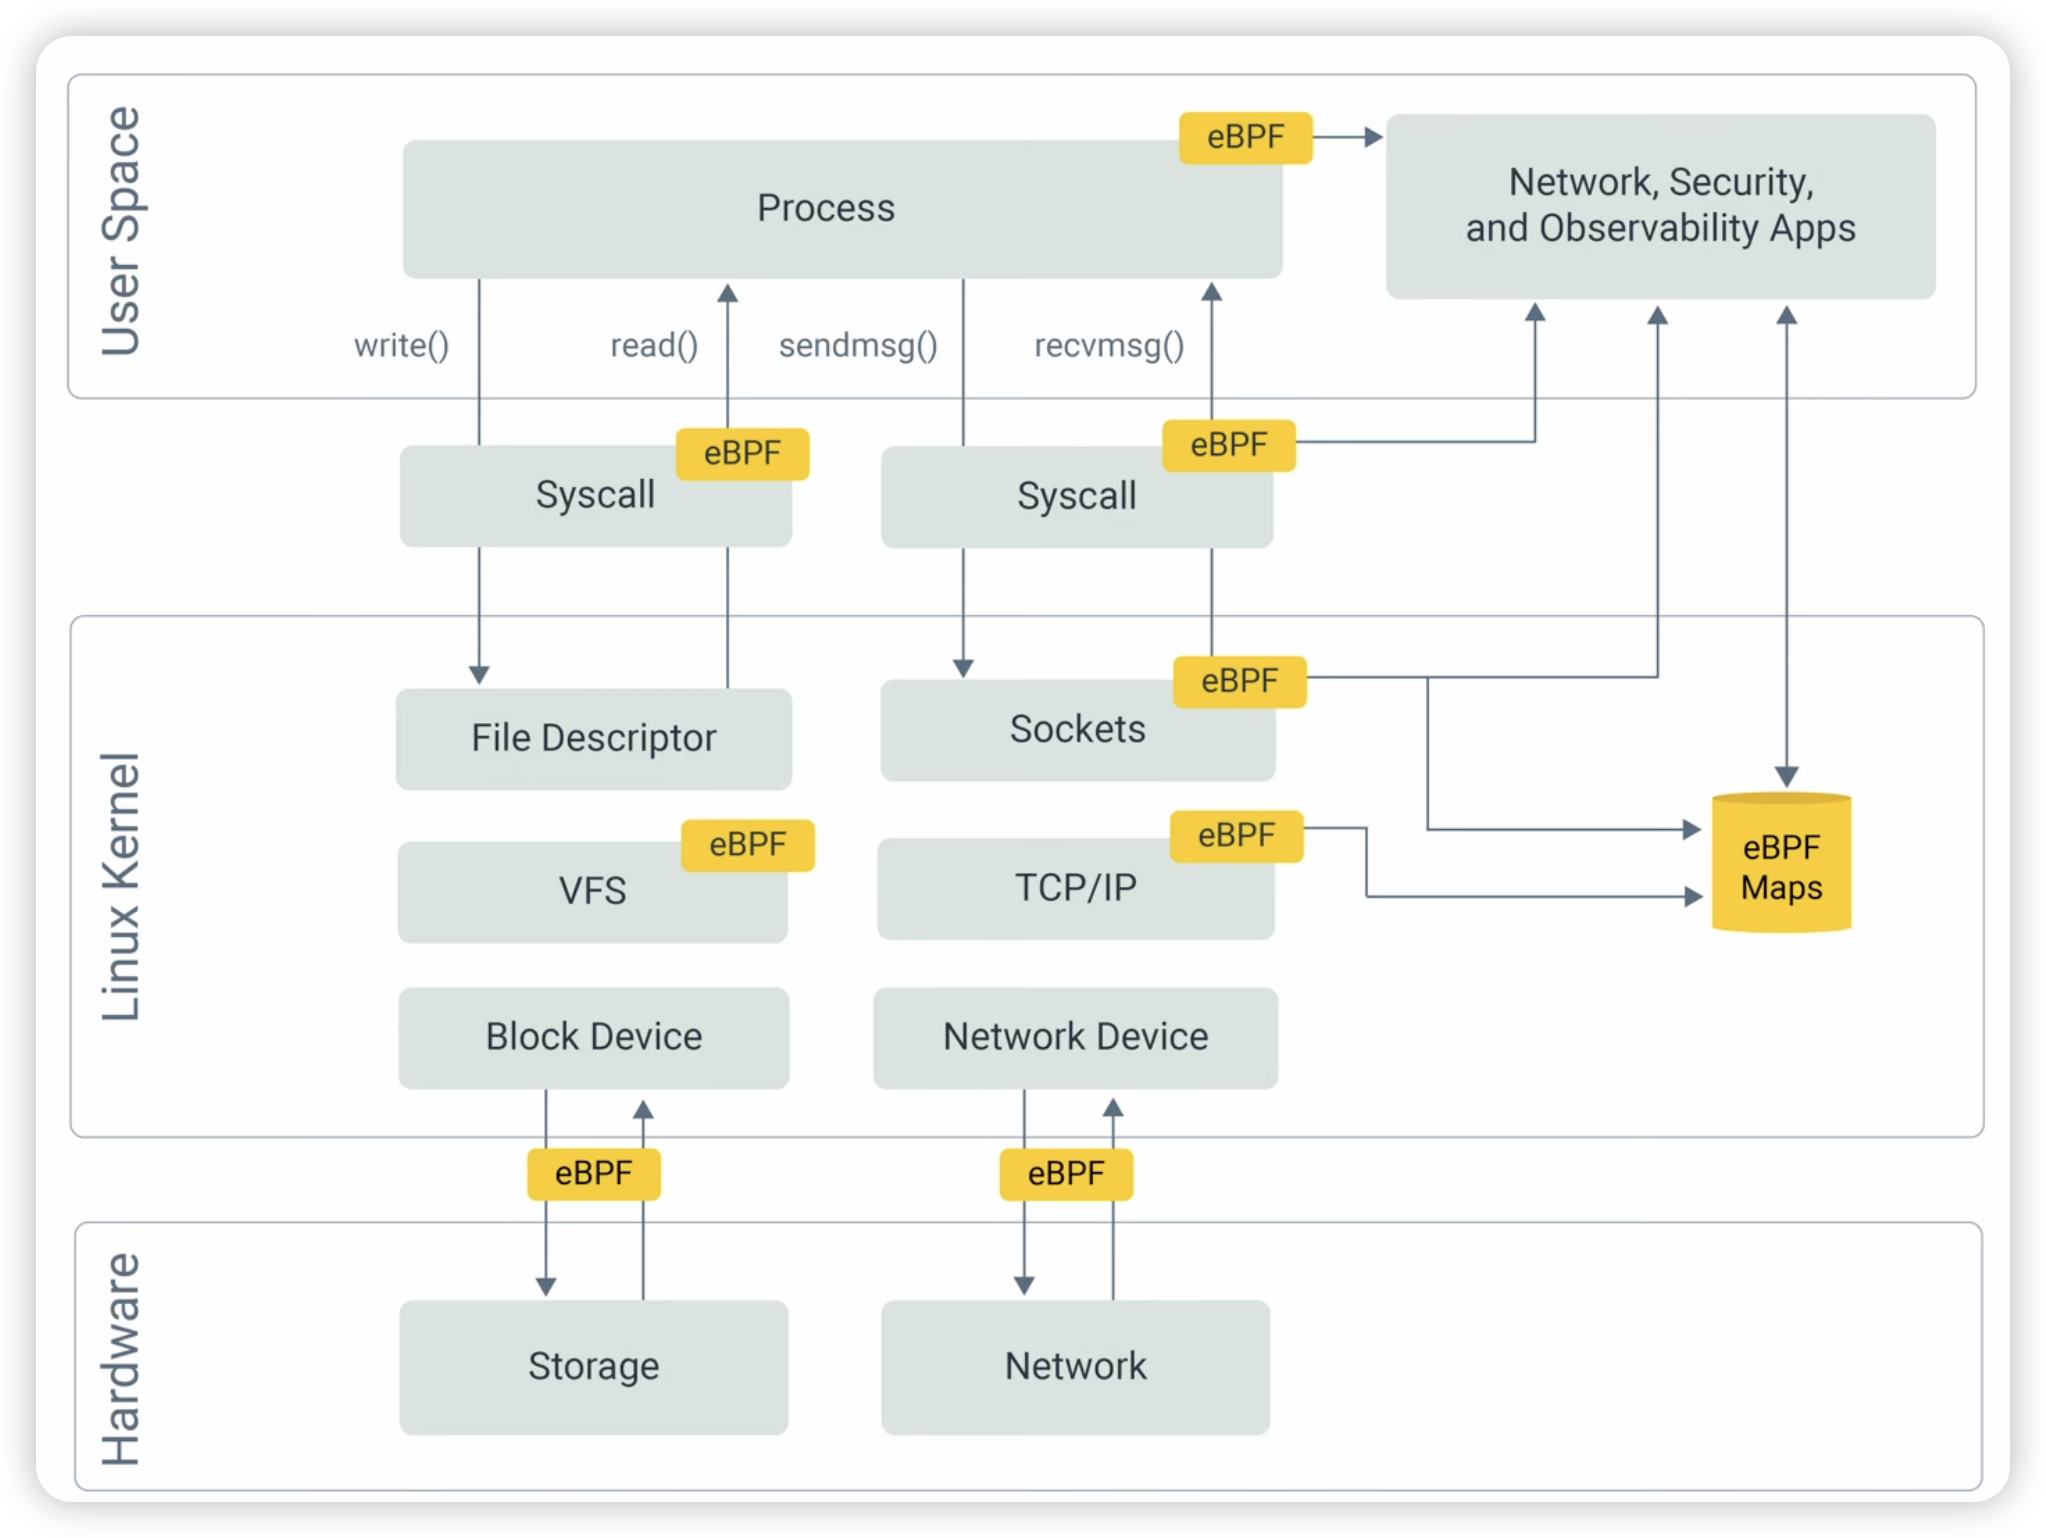 User Space
eBPF
Process
Network, Security,
and Observability Apps
write()
read()
sendmsg()
recvmsg()
eBPF
Syscall
eBPF
Syscall
Linux Kernel
File Descriptor
eBPF
Sockets
eBPF
VFS
eBPF
TCP/IP
eBPF
Maps
Block Device
Network Device
eBPF
eBPF
Hardware
Storage
Network